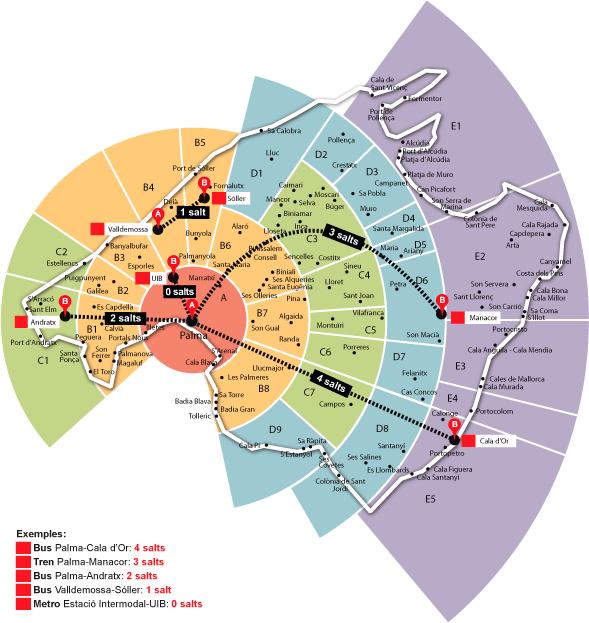 Cala de
Sant Vicenç
Formentor
Port de
Pollença
E1
Alcúdia
Port d'Alcúdia
Platja d'Alcúdia
Platja de Muro
Can Picafort
Son Serra de
Marina
Colònia de
Sant Pere
Cala
Mesquida
Cala Rajada
Capdepera
E2
Artà
Canyamel
Costa dels Pins
Son Servera
Cala Bona
Cala Millor
Sant Llorenç
Son Carrió
Sa Coma
S'Illot
Manacor
Portocristo
Cala Anguila - Cala Mendia
E3
Cales de Mallorca
Cala Murada
E4
Portocolom
Calonge
B
Cala d'Or
Portopetro
Cala Figuera
Cala Santanyí
E5
Sa Calobra
Lluc
D1
Pollença
D2
Crestatx
D3
Campanet
Sa Pobla
Muro
D4
Santa Margalida
Maria
D5
Ariany
Petra
D6
B
Son Macià
D7
Felanitx
Cas Concos
D8
Santanyí
Ses Salines
Es Llombards
D9
Cala Pi
Sa Ràpita
S'Estanyol
Ses
Covetes
Colònia de Sant
Jordi
Caimari
Moscari
Mancor
Selva
Búger
Biniamar
Inca
Lloseta
C3
Costitx
Sencelles
Sineu
C4
Lloret
Sant Joan
Vilafranca
C5
Montuïri
C6
Porreres
C7
Campos
B5
Port de Sóller
Fornalutx
B
Sóller
B4
Deià
A
1 salt
Valldemossa
Bunyola
Palmanyola
B6
Alaró
Binissalem
Consell
Santa Maria
Biniali
Ses Alqueries
Santa Eugènia
Ses Olleries
Pina
B7
Algaida
Son Gual
Randa
Llucmajor
Les Palmeres
B8
Sa Torre
Badia Blava
Badia Gran
Tolleric
C2
Estellencs
Banyalbufar
B3
Esporles
Puigpunyent
Galilea
B2
UIB
B
Marratxí
0 salts
A
A
Palma
S'Arenal
Cala Blava
S'Arracó
Sant Elm
B
Andratx
Port d'Andratx
C1
Es Capdellà
2 salts
B1
Calvià
Peguera
Illetes
Portals Nous
Son
Ferrer
Santa
Ponça
Palmanova
Magaluf
El Toro
3 salts
4 salts
Exemples:
Bus Palma-Cala d'Or: 4 salts
Tren Palma-Manacor: 3 salts
Bus Palma-Andratx: 2 salts
Bus Valldemossa-Sóller: 1 salt
Metro Estació Intermodal-UIB: 0 salts